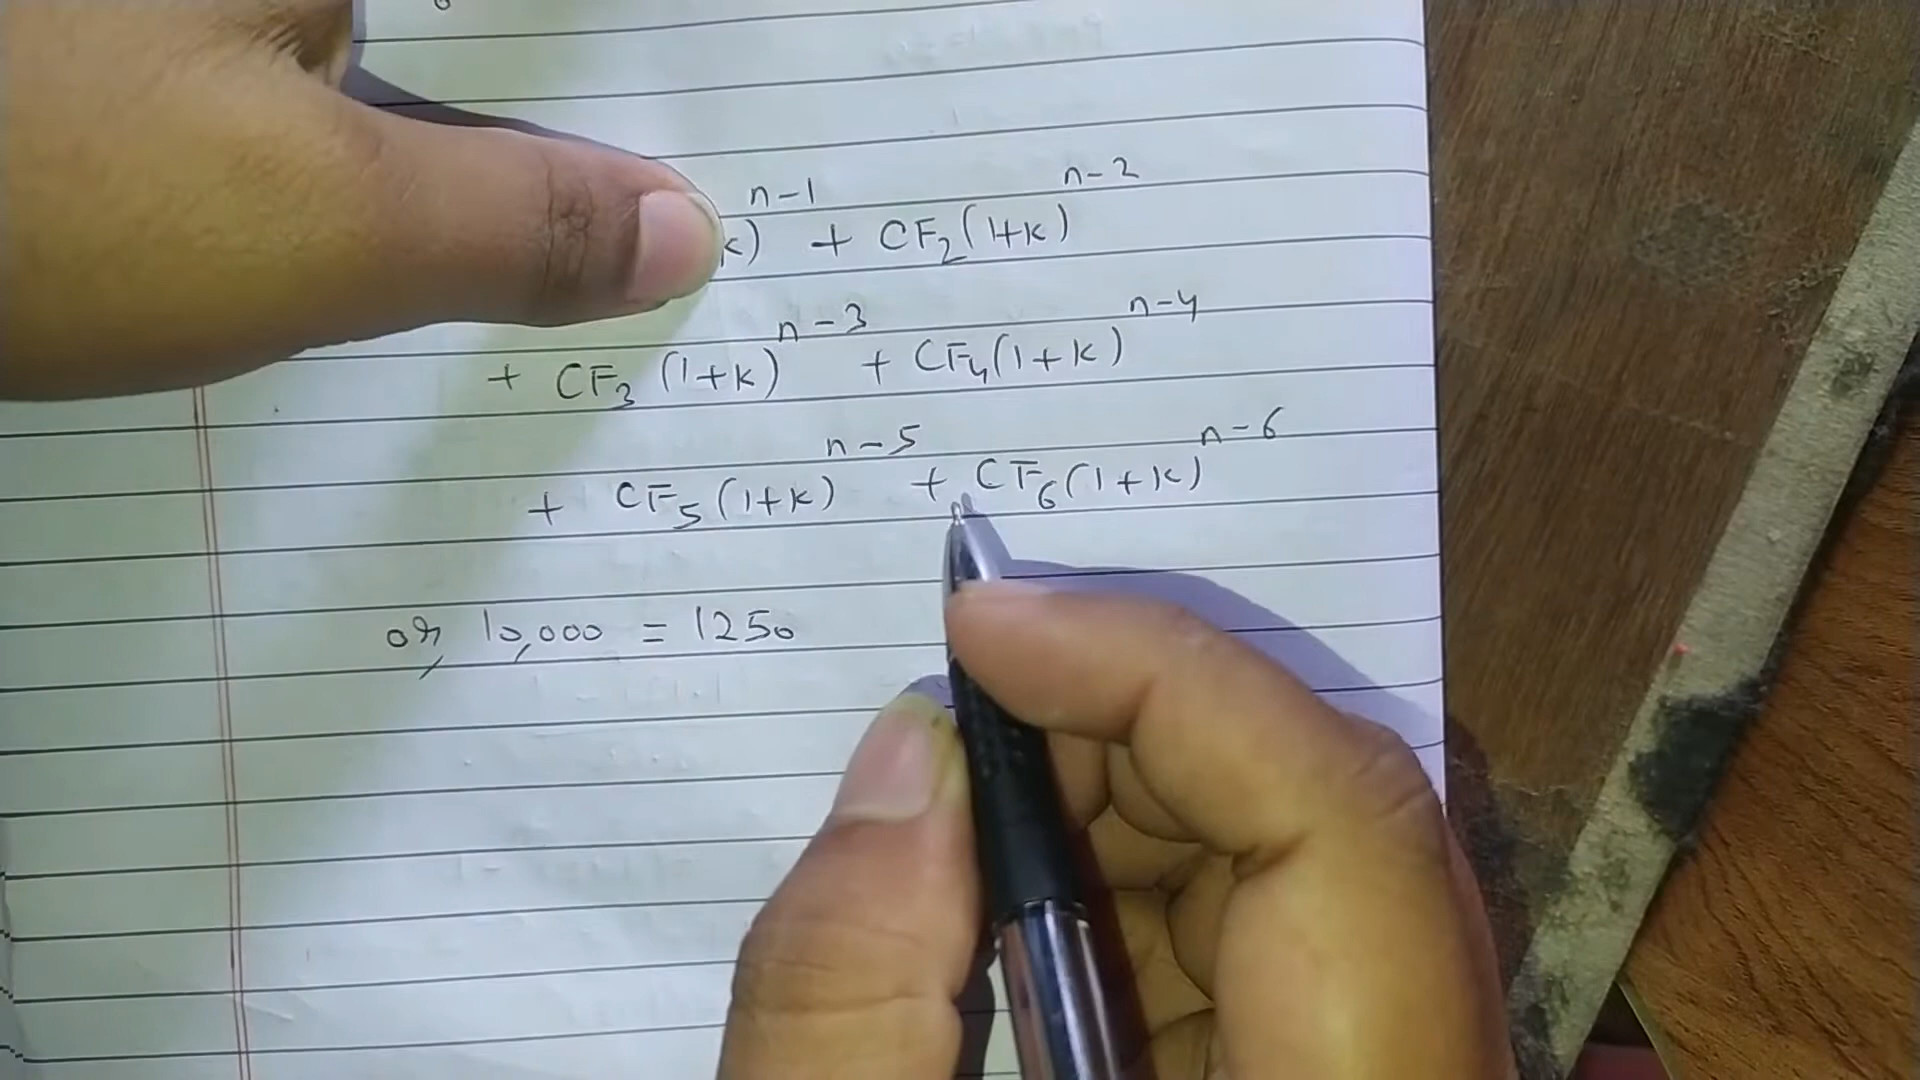 k)ⁿ⁻¹ + CF₂(1+k)ⁿ⁻²
+ CF₃(1+k)ⁿ⁻³ + CF₄(1+k)ⁿ⁻⁴
+ CF₅(1+k)ⁿ⁻⁵ + CF₆(1+k)ⁿ⁻⁶
or, 10,000 = 1250